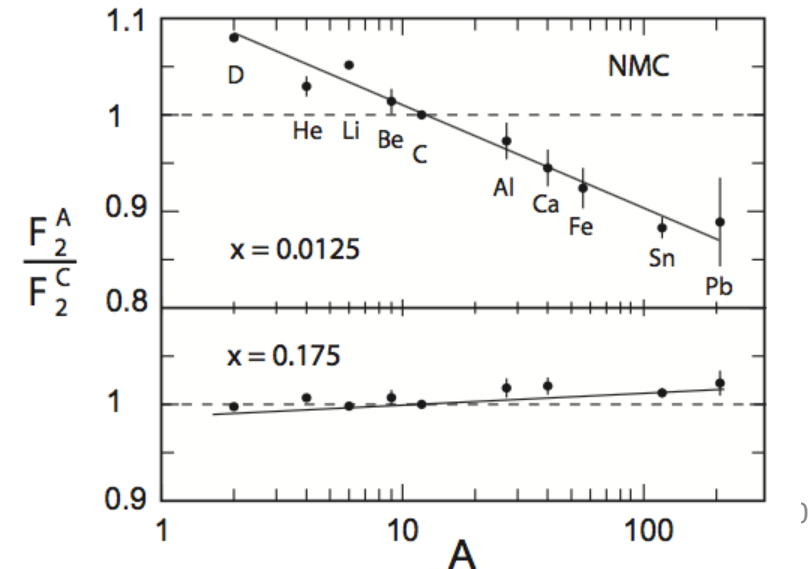 1.1
NMC
D
1
He Li Be C
Al
Ca
Fe
0.9
Sn
Pb
x = 0.0125
F₂ᴬ
F₂ᶜ
0.8
x = 0.175
1
0.9
1 10 100
A